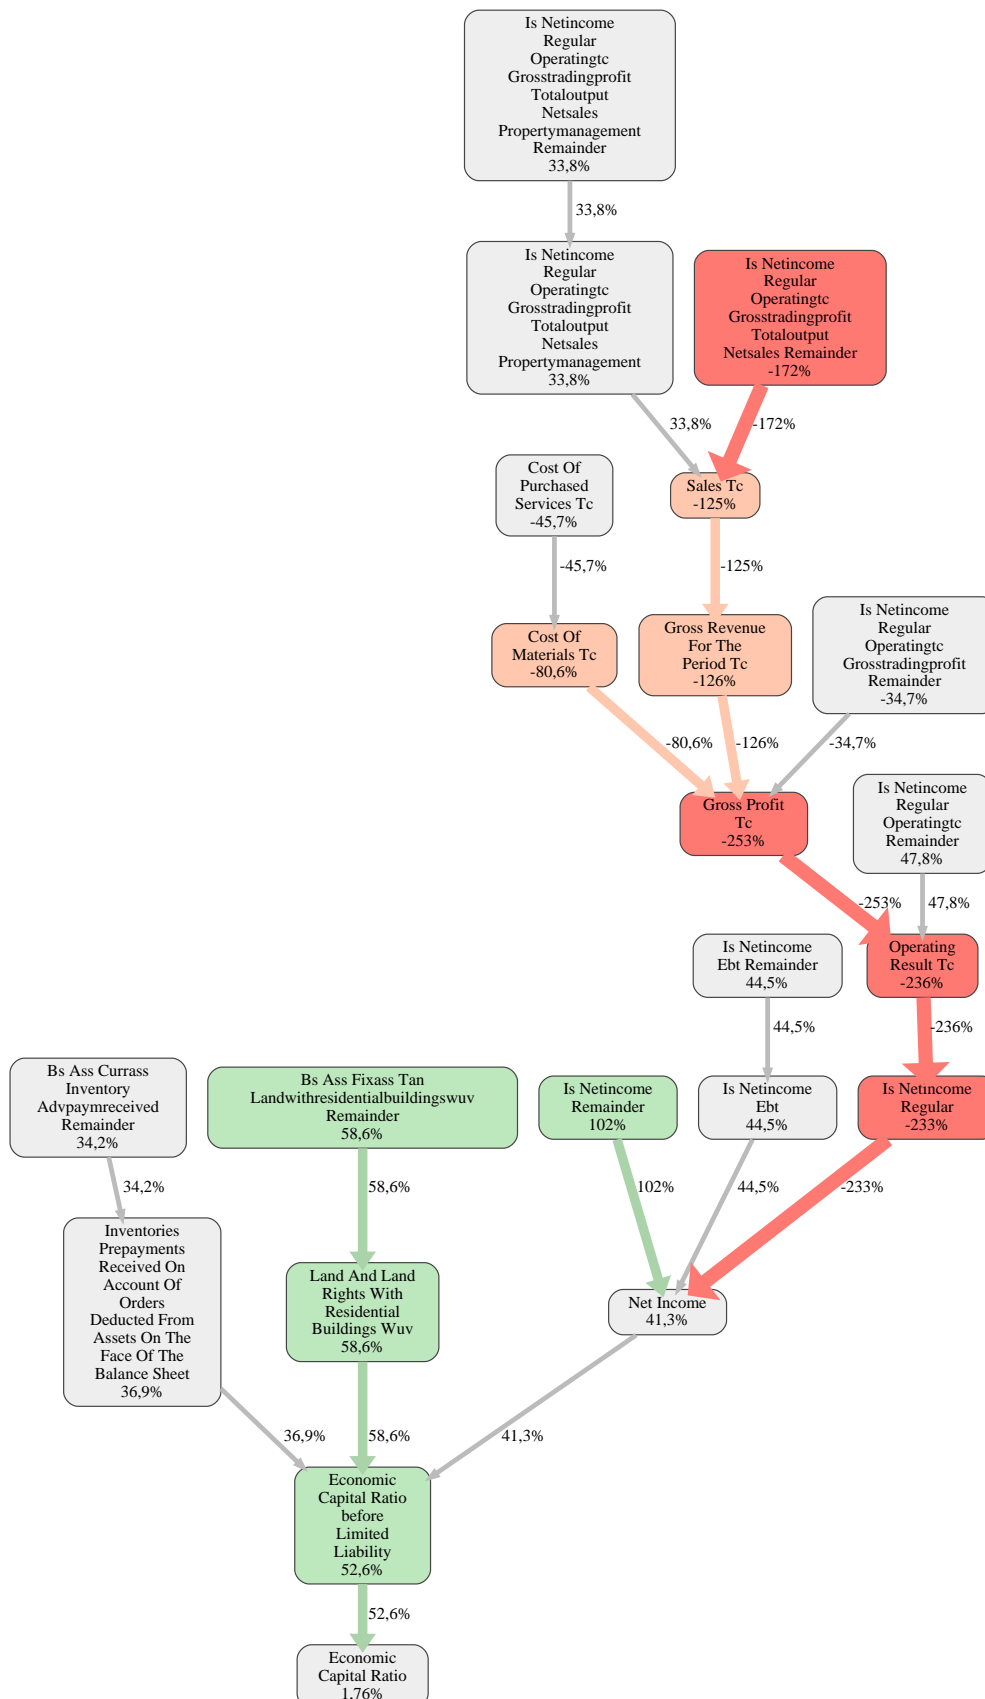 Is Netincome
Regular
Operatingtc
Grosstradingprofit
Totaloutput
Netsales
Propertymanagement
Remainder
33,8%
33,8%
Is Netincome
Regular
Operatingtc
Grosstradingprofit
Totaloutput
Netsales
Propertymanagement
33,8%
Is Netincome
Regular
Operatingtc
Grosstradingprofit
Totaloutput
Netsales Remainder
-172%
33,8%
-172%
Cost Of
Purchased
Services Tc
-45,7%
Sales Tc
-125%
-45,7%
-125%
Cost Of
Materials Tc
-80,6%
Gross Revenue
For The
Period Tc
-126%
Is Netincome
Regular
Operatingtc
Grosstradingprofit
Remainder
-34,7%
-80,6%
-126%
-34,7%
Gross Profit
Tc
-253%
Is Netincome
Regular
Operatingtc
Remainder
47,8%
-253%
47,8%
Is Netincome
Ebt Remainder
44,5%
Operating
Result Tc
-236%
44,5%
-236%
Bs Ass Currass
Inventory
Advpaymreceived
Remainder
34,2%
Bs Ass Fixass Tan
Landwithresidentialbuildingswuv
Remainder
58,6%
Is Netincome
Remainder
102%
Is Netincome
Ebt
44,5%
Is Netincome
Regular
-233%
34,2%
58,6%
102%
44,5%
-233%
Inventories
Prepayments
Received On
Account Of
Orders
Deducted From
Assets On The
Face Of The
Balance Sheet
36,9%
Land And Land
Rights With
Residential
Buildings Wuv
58,6%
Net Income
41,3%
36,9%
58,6%
41,3%
Economic
Capital Ratio
before
Limited
Liability
52,6%
52,6%
Economic
Capital Ratio
1,76%